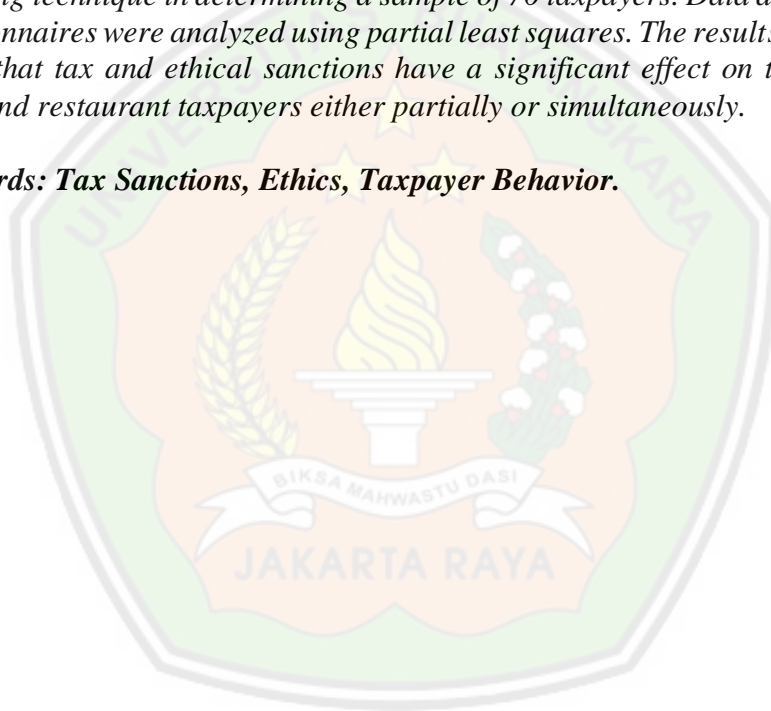 ng technique in determining a sample of 70 taxpayers. Data
nnaires were analyzed using partial least squares. The results
that tax and ethical sanctions have a significant effect on t
nd restaurant taxpayers either partially or simultaneously.
rds: Tax Sanctions, Ethics, Taxpayer Behavior.
BIKSA MAHWASTU DASI
JAKARTA RAYA